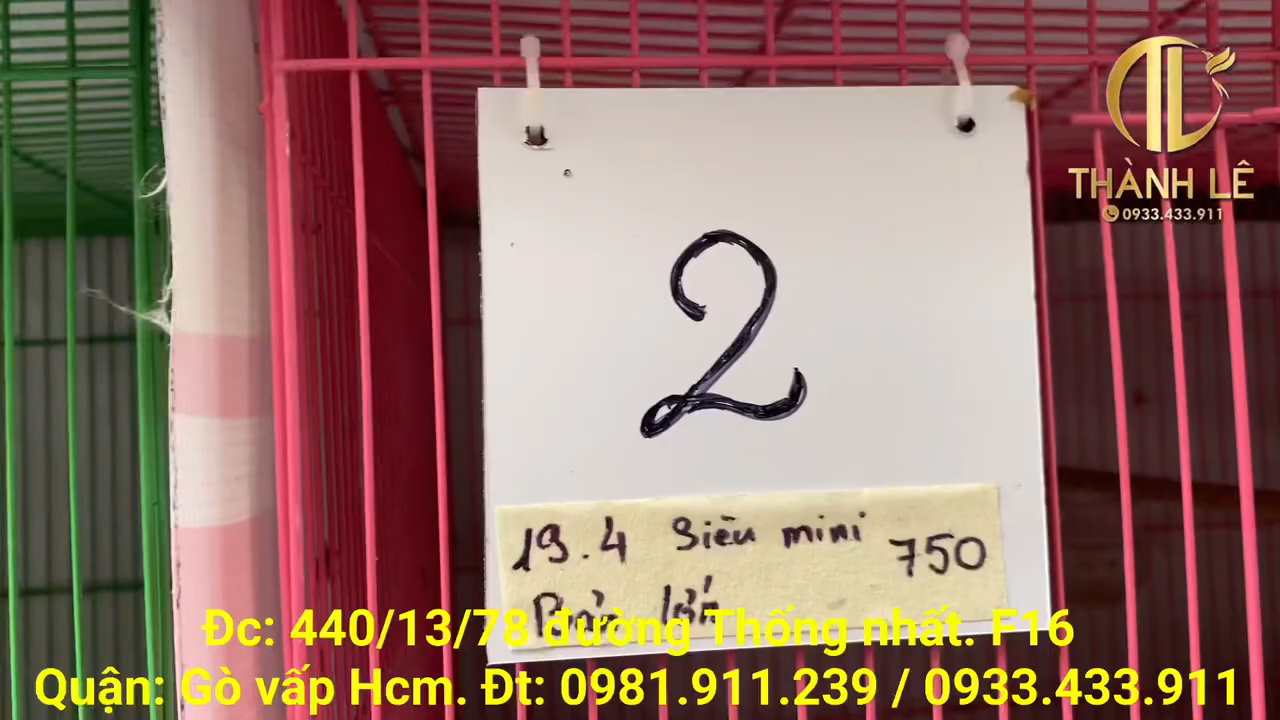 THÀNH LÊ
0933.433.911
2
19.4 Siêu mini 750
lớn
Đc: 440/13/78 đường Thống nhất. F16
Quận: Gò vấp Hcm. Đt: 0981.911.239 / 0933.433.911